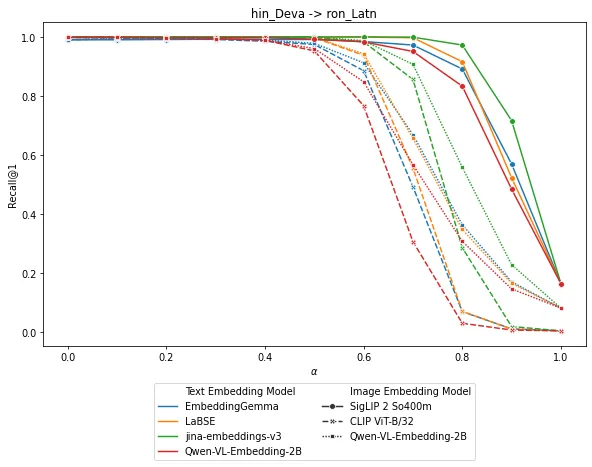 hin_Deva -> ron_Latn
Recall@1
1.0
0.8
0.6
0.4
0.2
0.0
0.0 0.2 0.4 0.6 0.8 1.0
α
Text Embedding Model
EmbeddingGemma
LaBSE
jina-embeddings-v3
Qwen-VL-Embedding-2B
Image Embedding Model
SigLIP 2 So400m
CLIP ViT-B/32
Qwen-VL-Embedding-2B